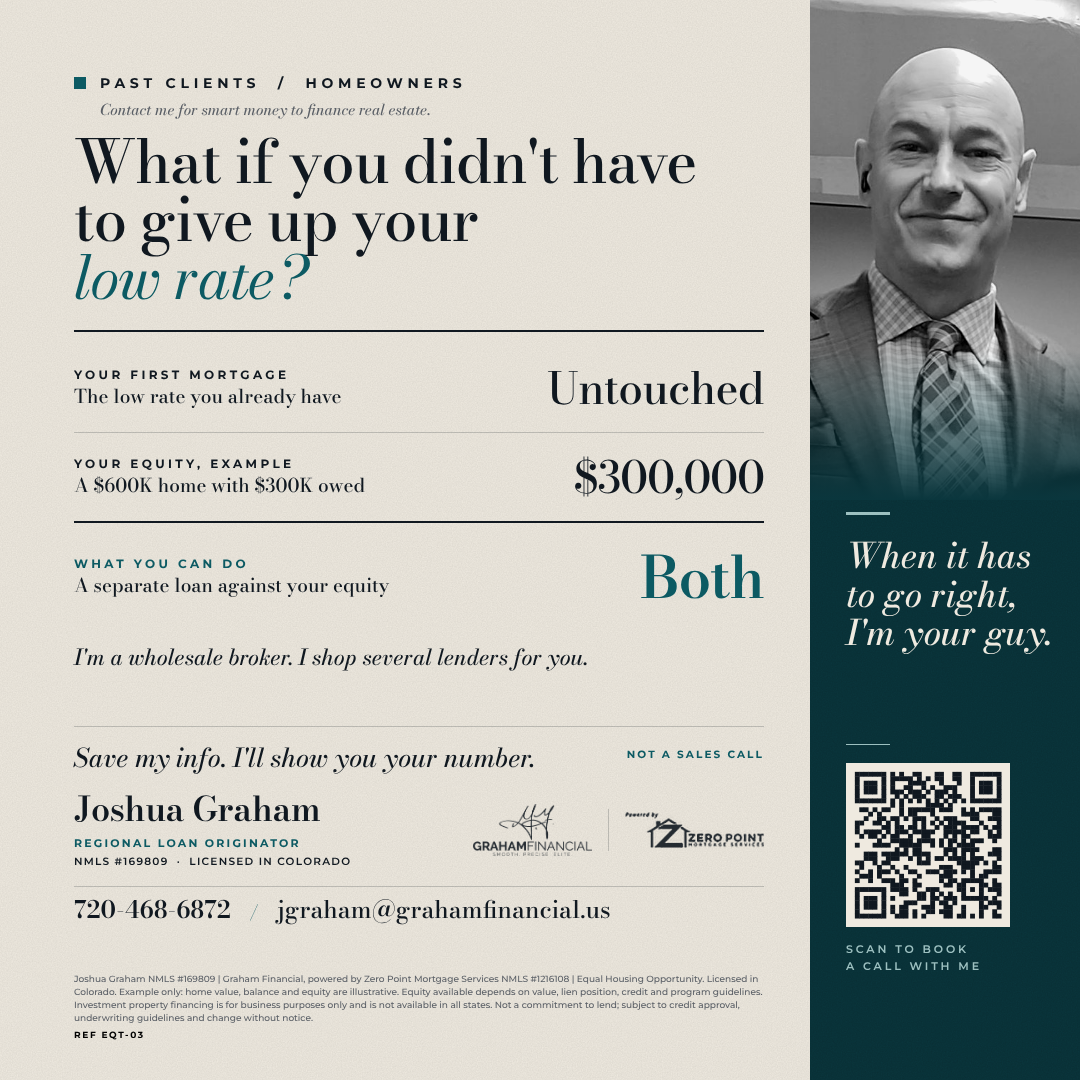 PAST CLIENTS / HOMEOWNERS
Contact me for smart money to finance real estate.
What if you didn't have
to give up your
low rate?
YOUR FIRST MORTGAGE
The low rate you already have
Untouched
YOUR EQUITY, EXAMPLE
A $600K home with $300K owed
$300,000
WHAT YOU CAN DO
A separate loan against your equity
Both
I'm a wholesale broker. I shop several lenders for you.
Save my info. I'll show you your number.
NOT A SALES CALL
Joshua Graham
REGIONAL LOAN ORIGINATOR
NMLS #169809 · LICENSED IN COLORADO
GRAHAMFINANCIAL
SMOOTH. PRECISE. ELITE.
Powered by
ZERO POINT
MORTGAGE SERVICES
720-468-6872 / jgraham@grahamfinancial.us
Joshua Graham NMLS #169809 | Graham Financial, powered by Zero Point Mortgage Services NMLS #1216108 | Equal Housing Opportunity. Licensed in
Colorado. Example only: home value, balance and equity are illustrative. Equity available depends on value, lien position, credit and program guidelines.
Investment property financing is for business purposes only and is not available in all states. Not a commitment to lend; subject to credit approval,
underwriting guidelines and change without notice.
REF EQT-03
When it has
to go right,
I'm your guy.
SCAN TO BOOK
A CALL WITH ME